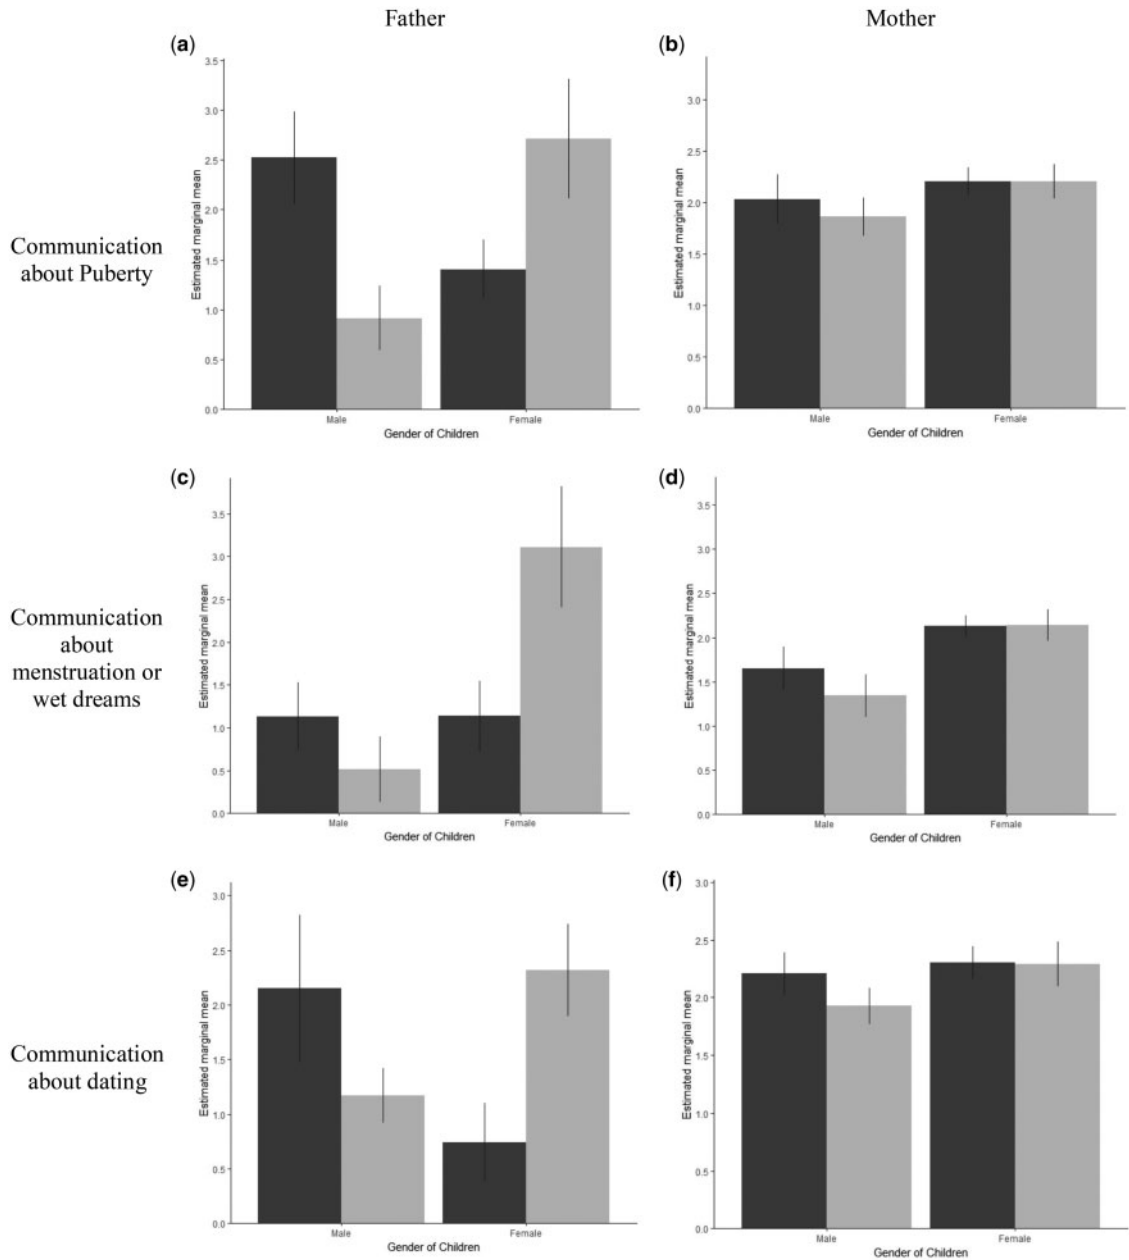 Father
Mother
(a)
(b)
Communication
about Puberty
Estimated marginal mean
3.5
3.0
2.5
2.0
1.5
1.0
0.5
0.0
Male
Female
Gender of Children
Estimated marginal mean
3.0
2.5
2.0
1.5
1.0
0.5
0.0
Male
Female
Gender of Children
(c)
(d)
Communication
about
menstruation or
wet dreams
Estimated marginal mean
3.5
3.0
2.5
2.0
1.5
1.0
0.5
0.0
Male
Female
Gender of Children
Estimated marginal mean
3.5
3.0
2.5
2.0
1.5
1.0
0.5
0.0
Male
Female
Gender of Children
(e)
(f)
Communication
about dating
Estimated marginal mean
3.0
2.5
2.0
1.5
1.0
0.5
0.0
Male
Female
Gender of Children
Estimated marginal mean
3.0
2.5
2.0
1.5
1.0
0.5
0.0
Male
Female
Gender of Children